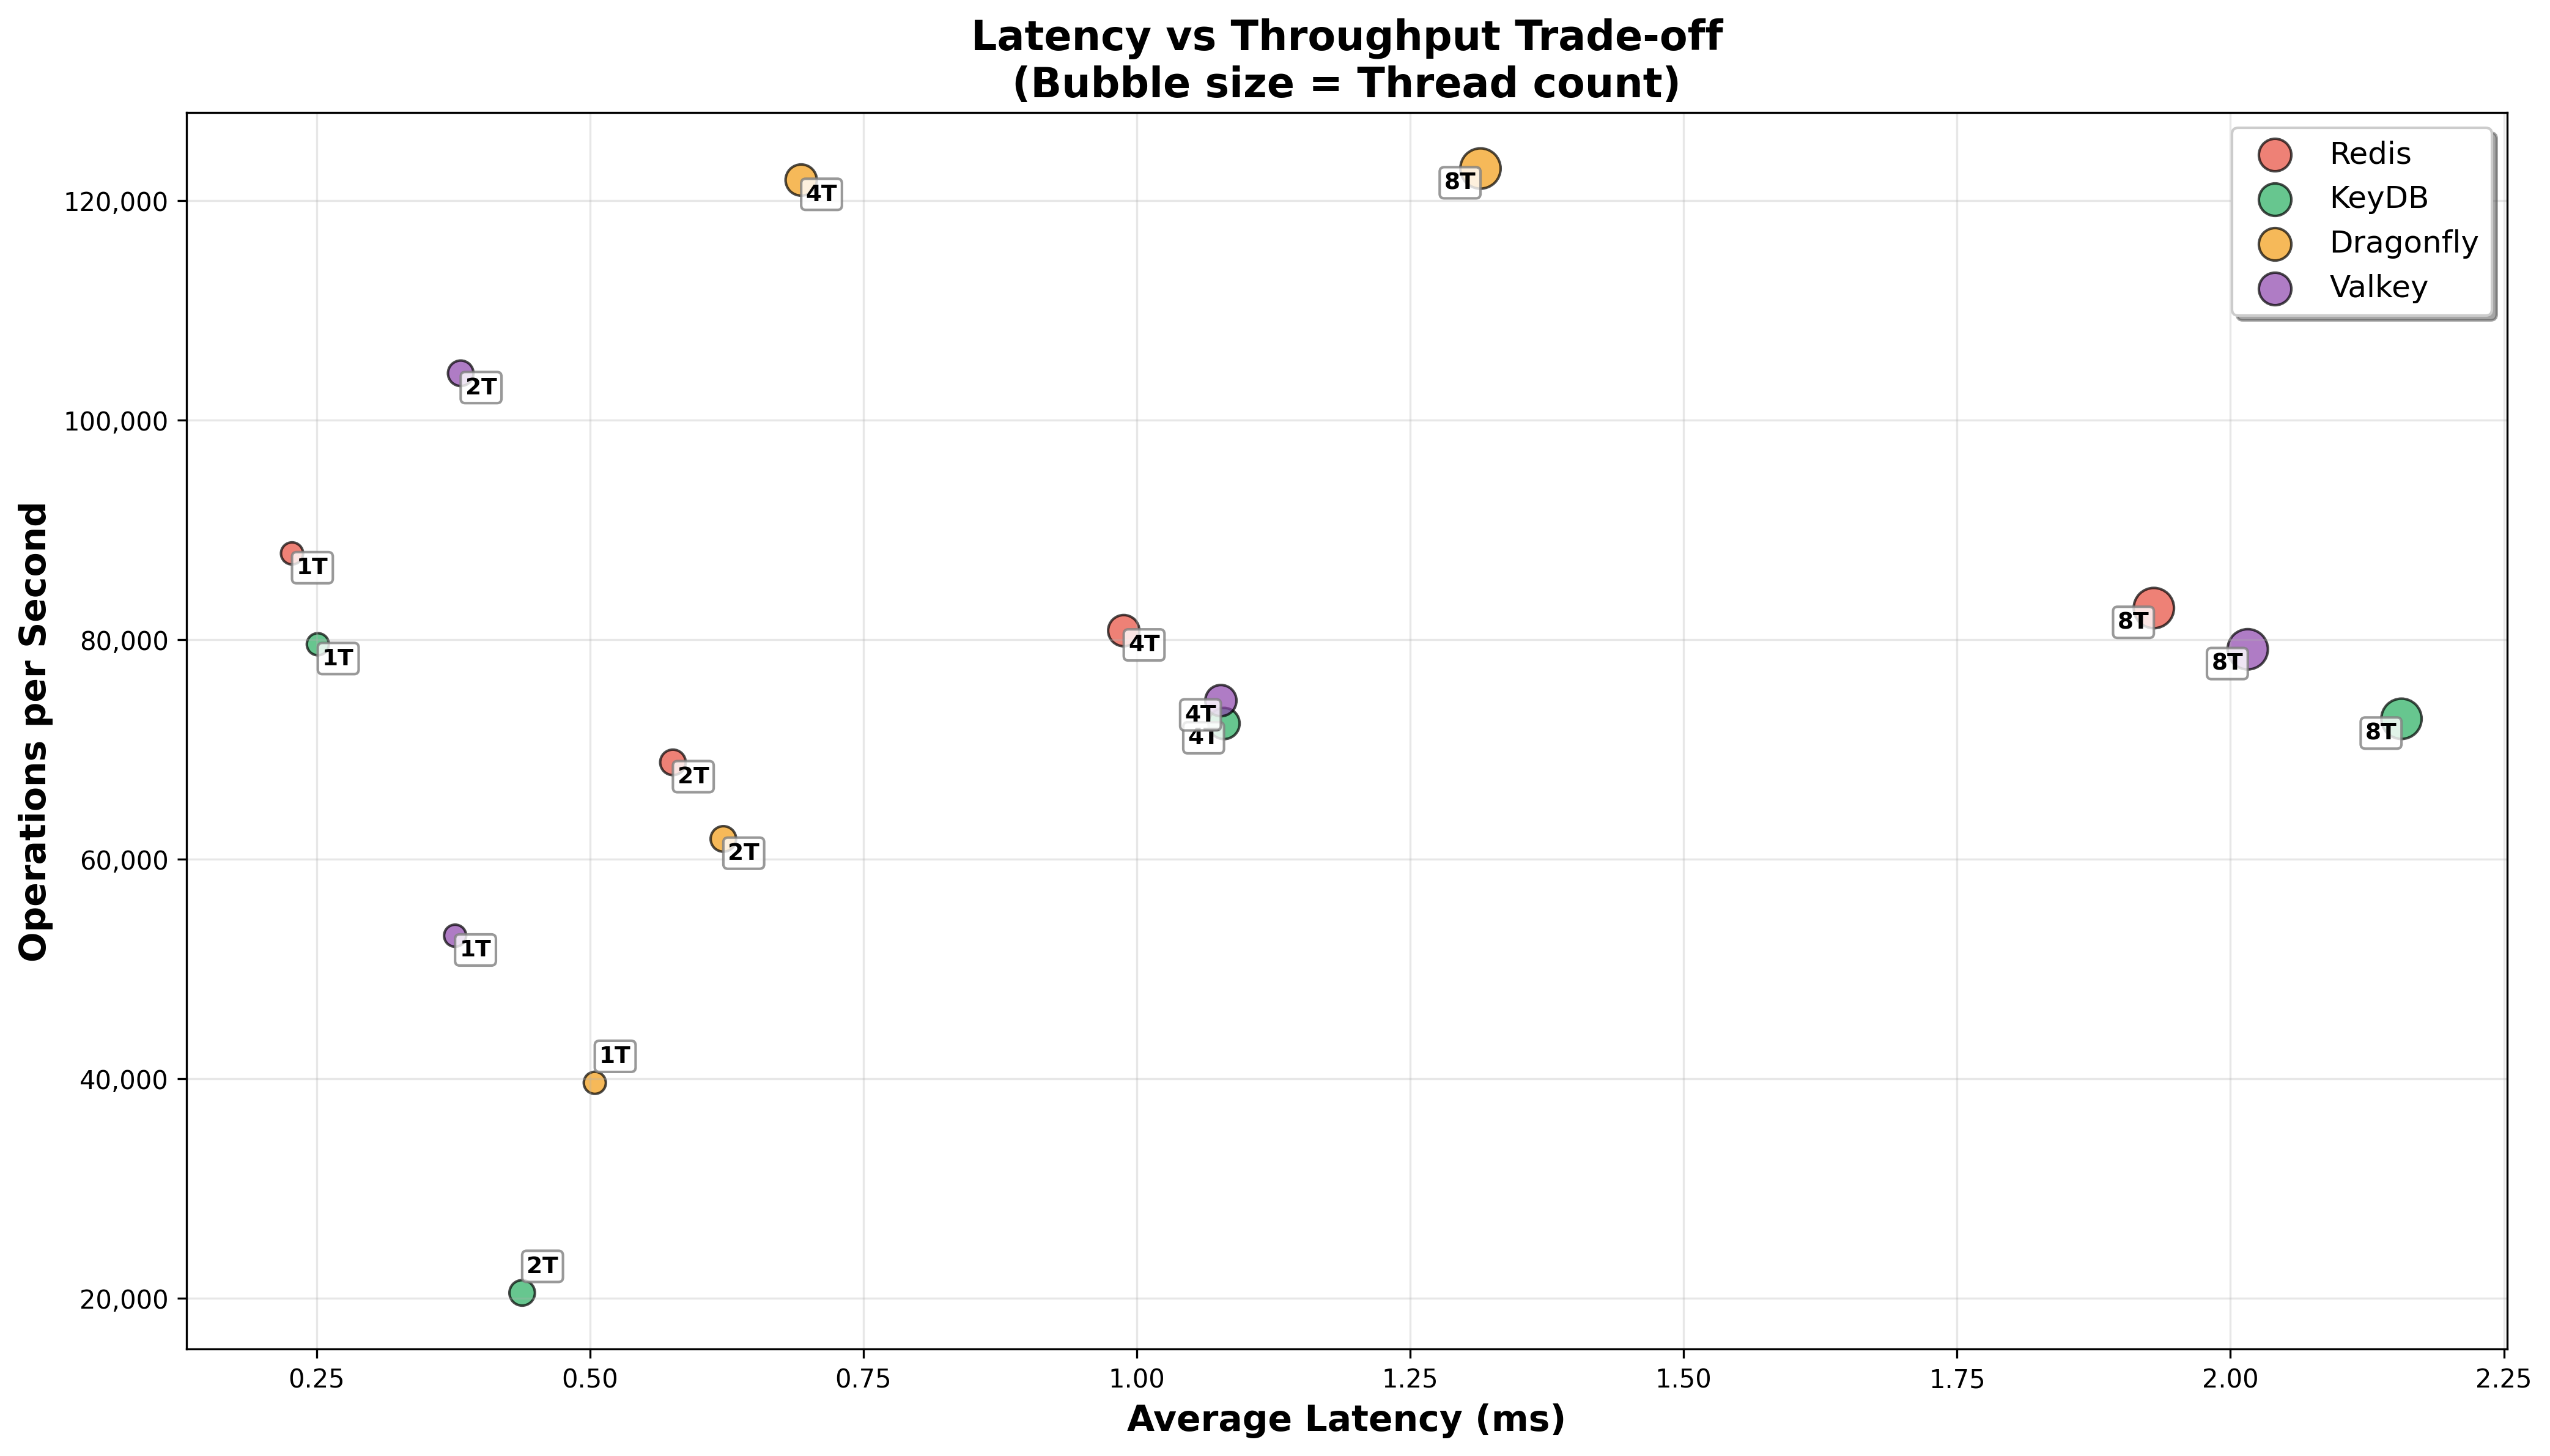 Latency vs Throughput Trade-off
(Bubble size = Thread count)
Redis
KeyDB
Dragonfly
Valkey
Operations per Second
120,000
100,000
80,000
60,000
40,000
20,000
4T
8T
2T
1T
1T
4T
8T
8T
4T
4T
8T
2T
2T
1T
1T
2T
0.25
0.50
0.75
1.00
1.25
1.50
1.75
2.00
2.25
Average Latency (ms)